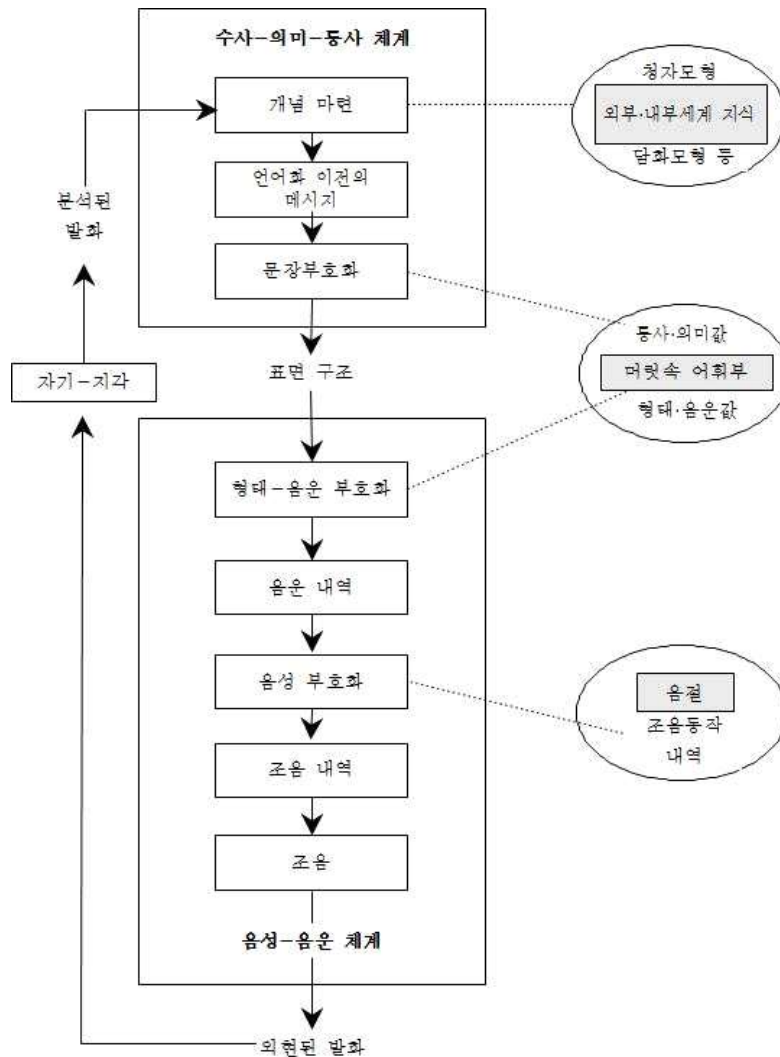 수사-의미-통사 체계
개념 마련
언어화 이전의
메시지
문장부호화
청자모형
외부·내부세계 지식
담화모형 등
분석된
발화
자기-지각
표면 구조
통사·의미값
머릿속 어휘부
형태·음운값
형태-음운 부호화
음운 내역
음성 부호화
조음 내역
조음
음성-음운 체계
음절
조음동작
내역
외현된 발화